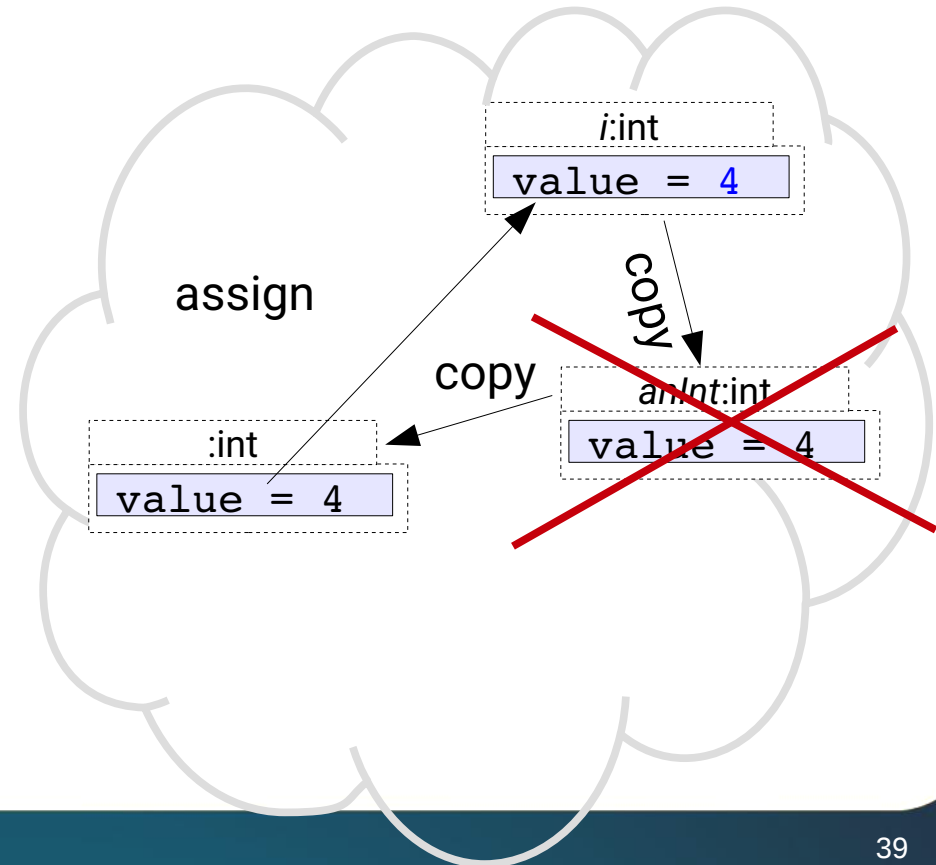 i:int
value = 4
assign
copy
copy
anInt:int
value = 4
:int
value = 4
39